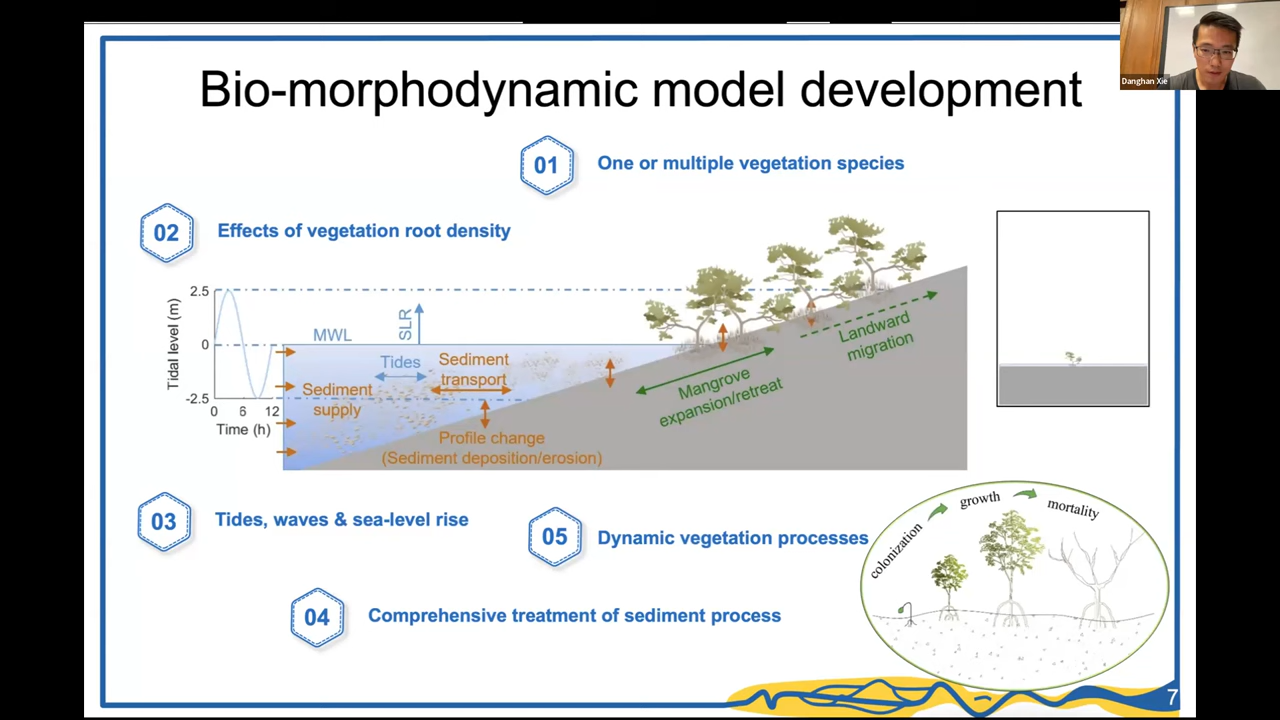 Danghan Xie
Bio-morphodynamic model development
01
One or multiple vegetation species
02
Effects of vegetation root density
Tidal level (m)
2.5
0
-2.5
0 6 12
Time (h)
MWL
SLR
Tides
Sediment
transport
Sediment
supply
Profile change
(Sediment deposition/erosion)
Mangrove
expansion/retreat
Landward
migration
03
Tides, waves & sea-level rise
05
Dynamic vegetation processes
04
Comprehensive treatment of sediment process
colonization
growth
mortality
7